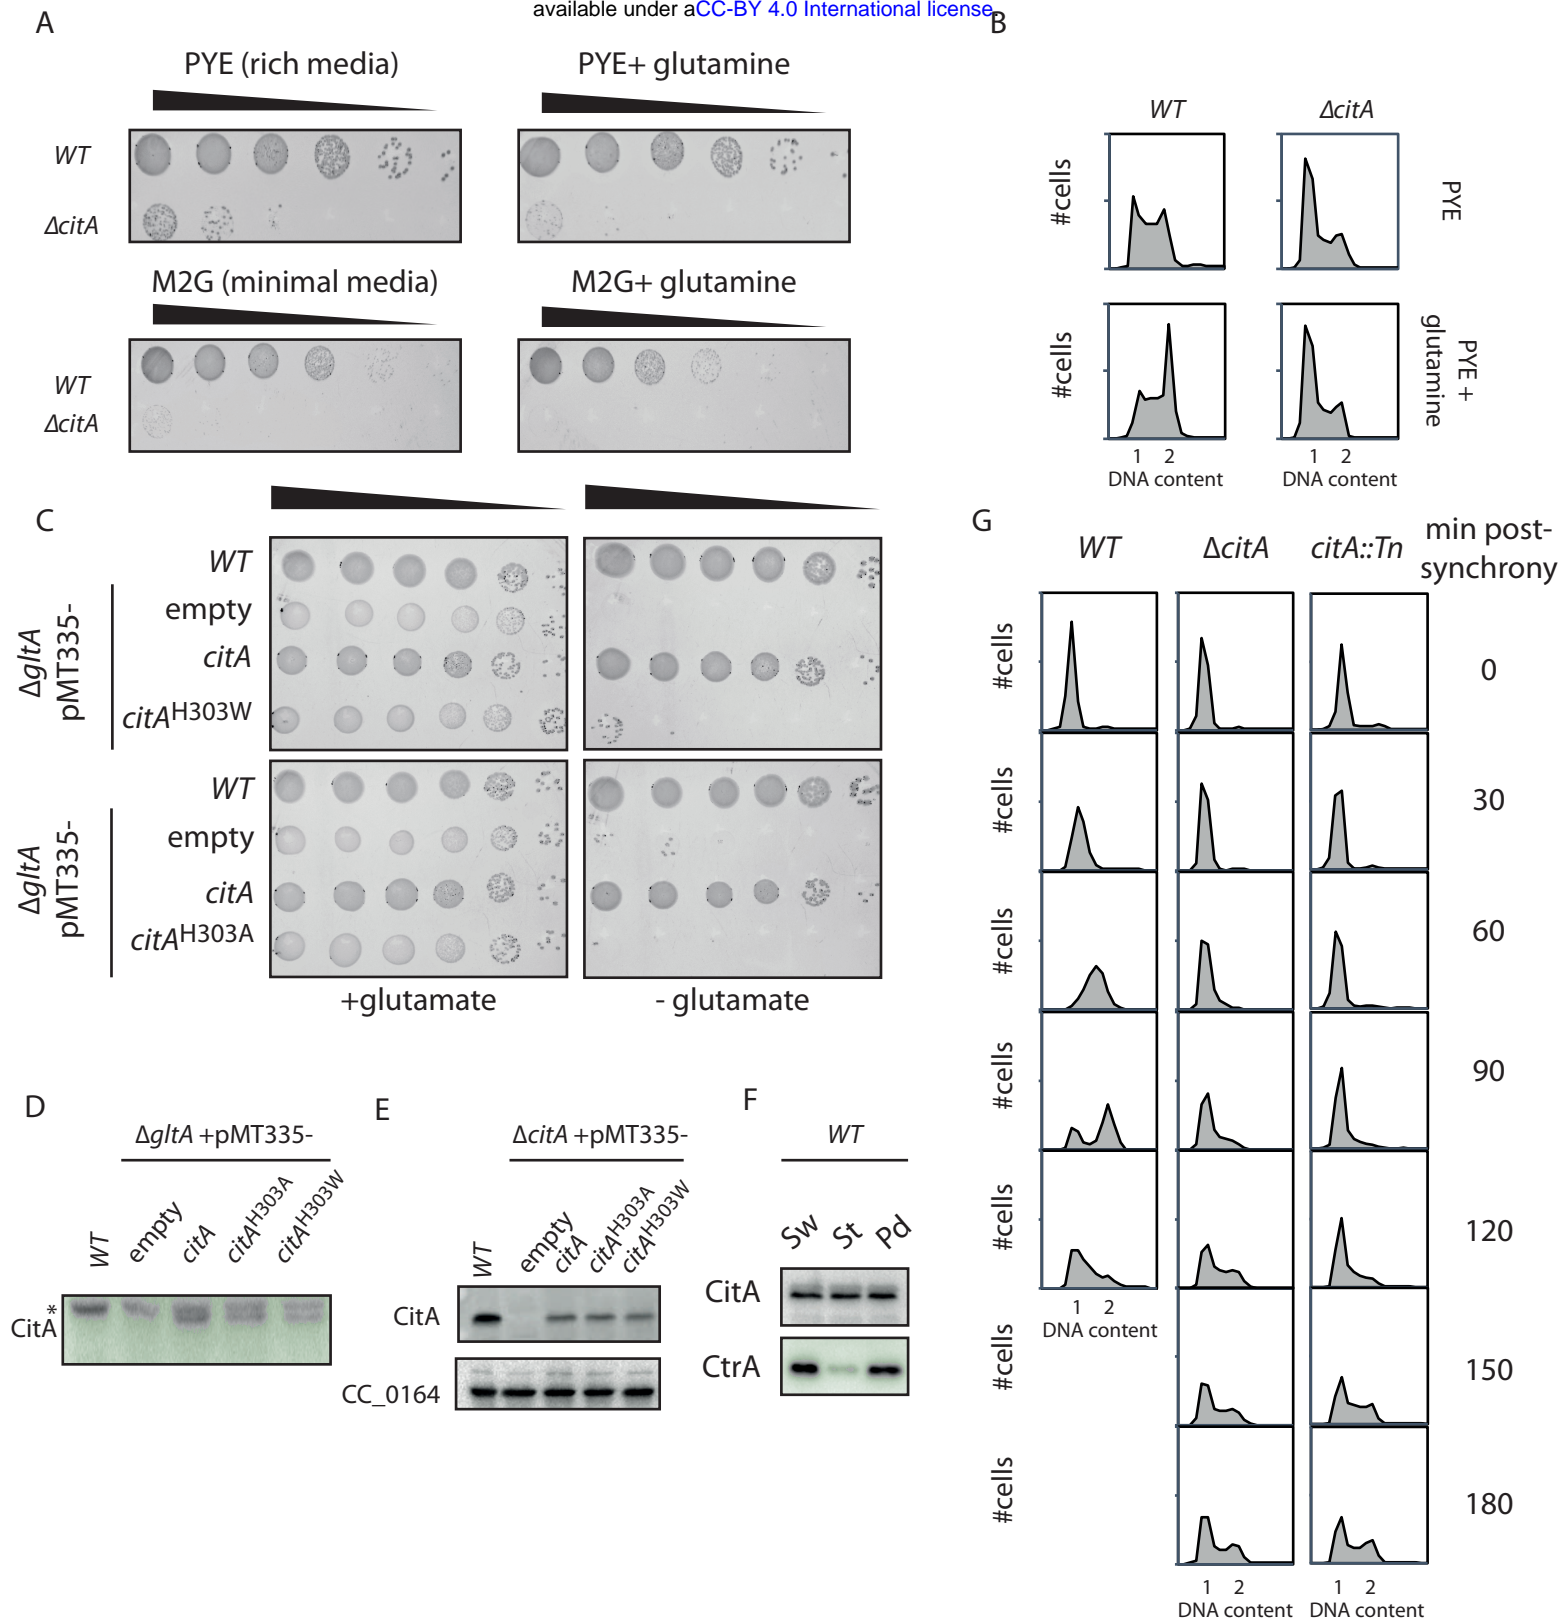 available under aCC-BY 4.0 International license.
A
PYE (rich media)
PYE+ glutamine
WT
ΔcitA
M2G (minimal media)
M2G+ glutamine
WT
ΔcitA
B
WT
ΔcitA
#cells
PYE
#cells
PYE +
glutamine
1 2
DNA content
1 2
DNA content
C
ΔgltA
pMT335-
WT
empty
citA
citAH303W
ΔgltA
pMT335-
WT
empty
citA
citAH303A
+glutamate
- glutamate
D
ΔgltA +pMT335-
WT
empty
citA
citAH303A
citAH303W
*
CitA
E
ΔcitA +pMT335-
WT
empty
citA
citAH303A
citAH303W
CitA
CC_0164
F
WT
Sw
St
Pd
CitA
CtrA
G
WT
ΔcitA
citA::Tn
min post-
synchrony
#cells
0
#cells
30
#cells
60
#cells
90
#cells
120
1 2
DNA content
#cells
150
#cells
180
1 2
DNA content
1 2
DNA content